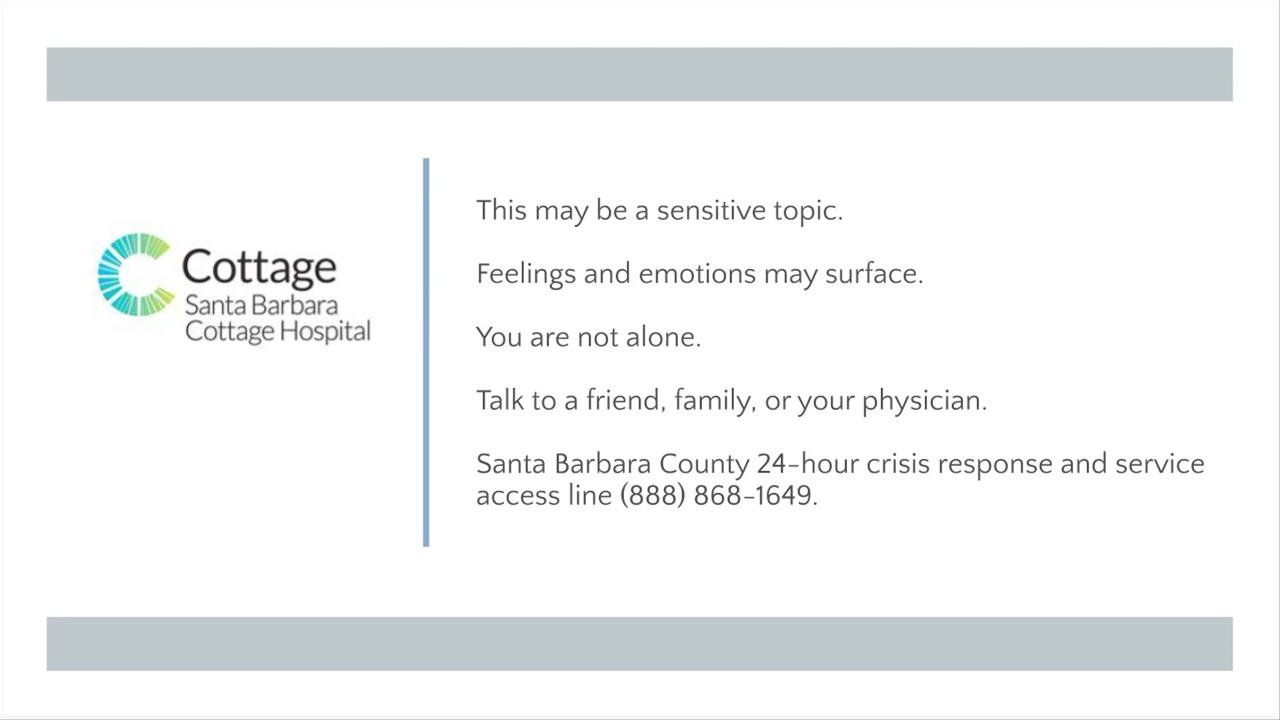 Cottage
Santa Barbara
Cottage Hospital
This may be a sensitive topic.
Feelings and emotions may surface.
You are not alone.
Talk to a friend, family, or your physician.
Santa Barbara County 24-hour crisis response and service
access line (888) 868-1649.